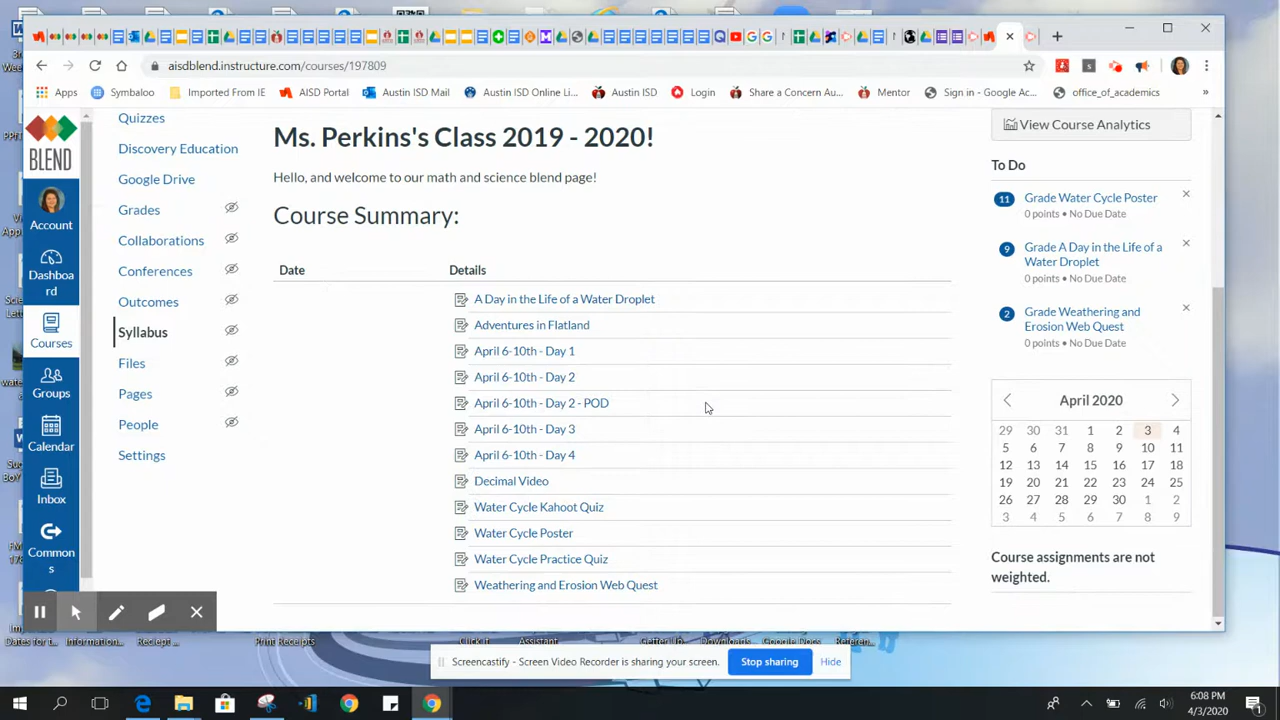 aisdblend.instructure.com/courses/197809
Apps
Symbaloo
Imported From IE
AISD Portal
Austin ISD Mail
Austin ISD Online Li...
Austin ISD
Login
Share a Concern Au...
Mentor
Sign in - Google Ac...
office_of_academics
»
BLEND
Account
Dashboa
rd
Courses
Groups
Calendar
Inbox
Common
s
Quizzes
Discovery Education
Google Drive
Grades
Collaborations
Conferences
Outcomes
Syllabus
Files
Pages
People
Settings
Ms. Perkins's Class 2019 - 2020!
Hello, and welcome to our math and science blend page!
Course Summary:
Date Details
A Day in the Life of a Water Droplet
Adventures in Flatland
April 6-10th - Day 1
April 6-10th - Day 2
April 6-10th - Day 2 - POD
April 6-10th - Day 3
April 6-10th - Day 4
Decimal Video
Water Cycle Kahoot Quiz
Water Cycle Poster
Water Cycle Practice Quiz
Weathering and Erosion Web Quest
View Course Analytics
To Do
11 Grade Water Cycle Poster
0 points • No Due Date
9 Grade A Day in the Life of a
Water Droplet
0 points • No Due Date
2 Grade Weathering and
Erosion Web Quest
0 points • No Due Date
April 2020
29 30 31 1 2 3 4
5 6 7 8 9 10 11
12 13 14 15 16 17 18
19 20 21 22 23 24 25
26 27 28 29 30 1 2
3 4 5 6 7 8 9
Course assignments are not
weighted.
Print Receipts
Assistant
Screencastify - Screen Video Recorder is sharing your screen.
Stop sharing
Hide
6:08 PM
4/3/2020
1